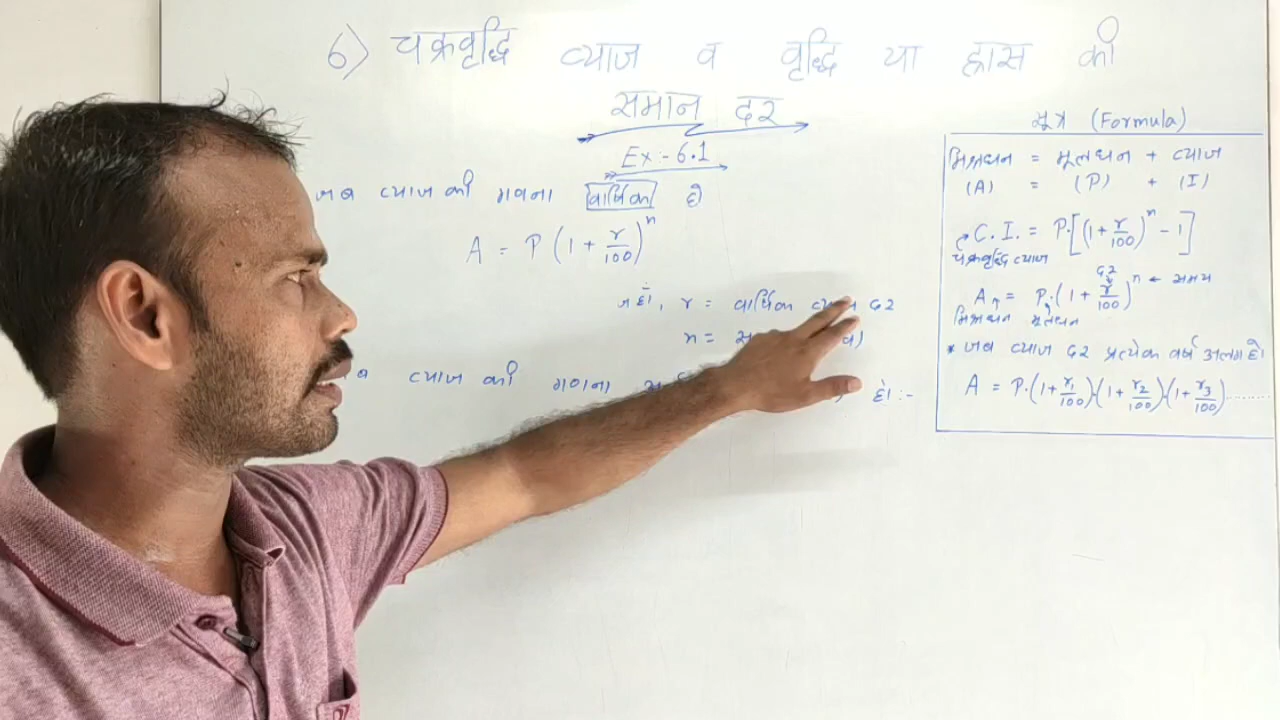 6) चक्रवृद्धि व्याज व वृद्धि या ह्रास की
समान दर
Ex:- 6.1
जब व्याज की गणना वार्षिक हो
A = P (1 + r/100)^n
जहाँ, r = वार्षिक व्याज दर
n =
व्याज की गणना हो :-
सूत्र (Formula)
मिश्रधन = मूलधन + व्याज
(A) = (P) + (I)
C.I. = P.[(1 + r/100)^n - 1]
चक्रवृद्धि व्याज
दर
A = P.(1 + r/100)^n ← समय
मिश्रधन मूलधन
* जब व्याज दर प्रत्येक वर्ष अलग हो
A = P.(1 + r1/100).(1 + r2/100).(1 + r3/100) ........